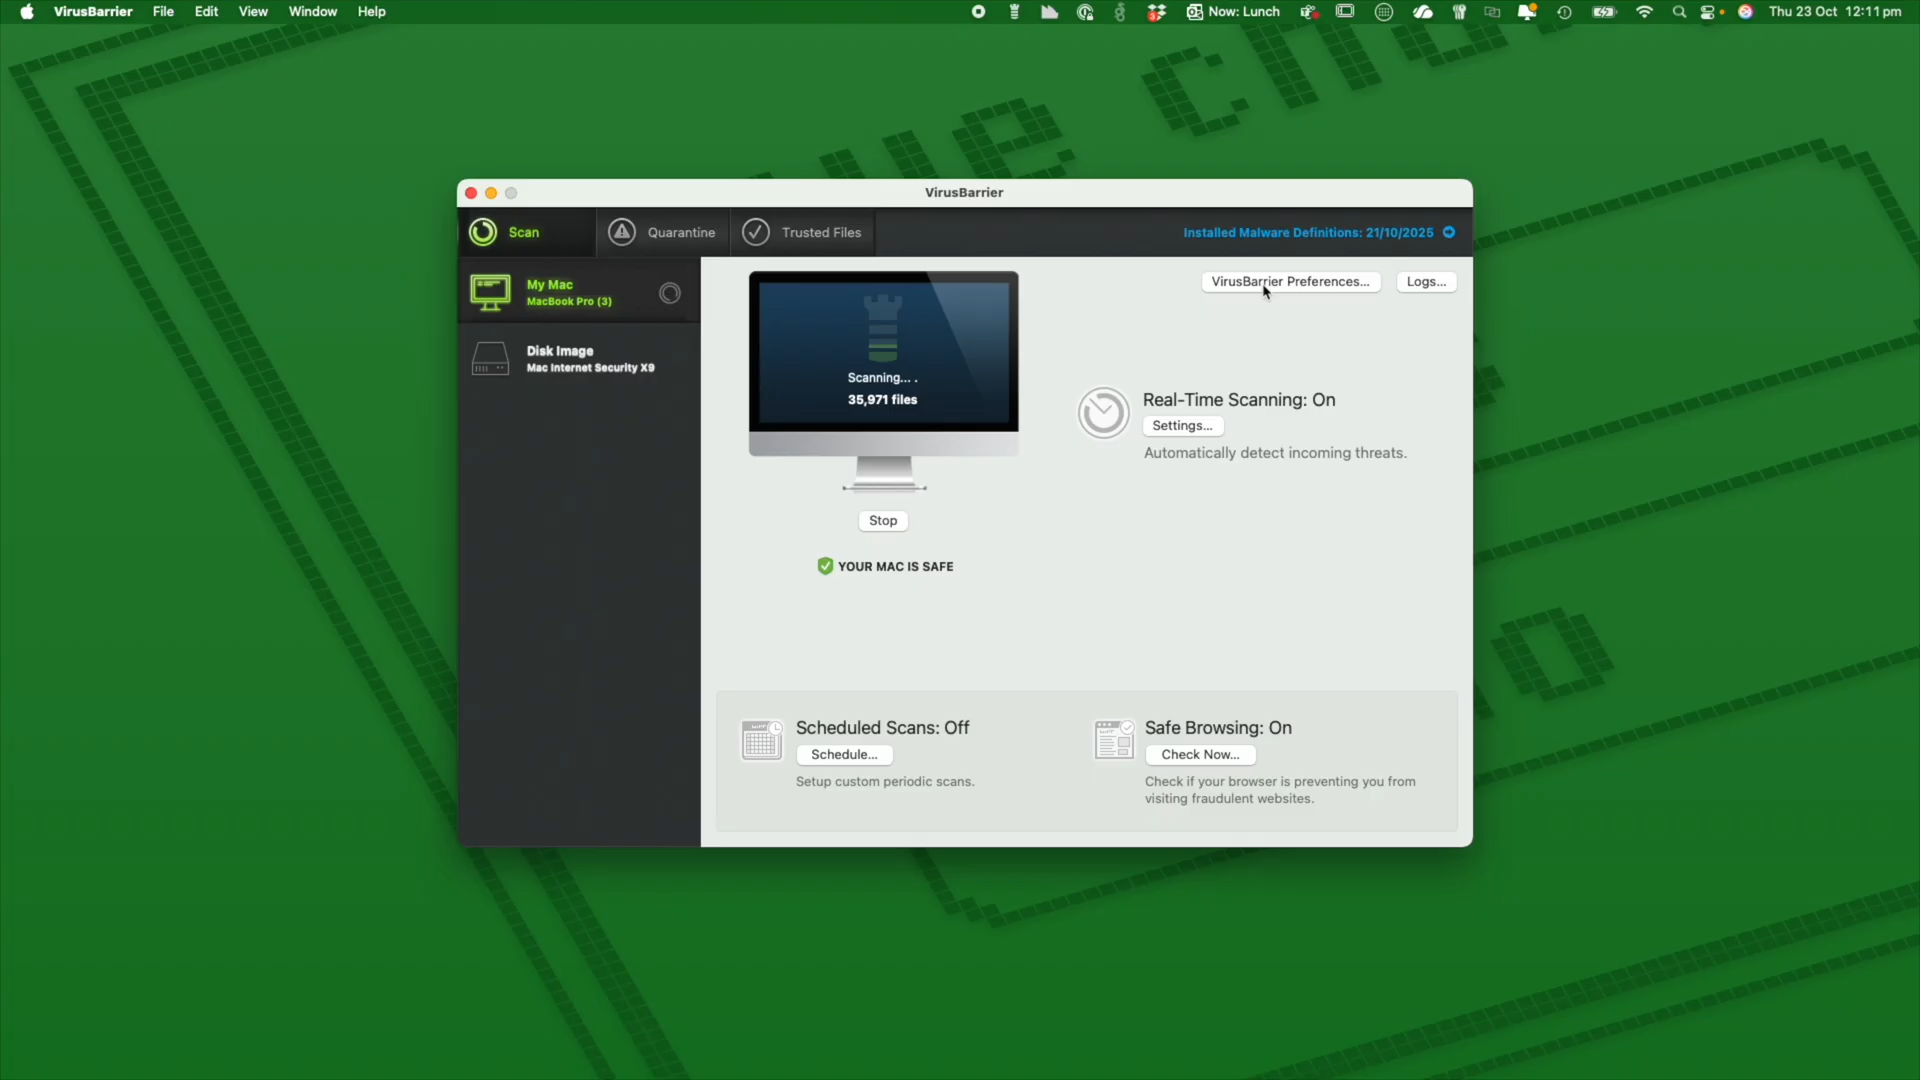 VirusBarrier File Edit View Window Help
Now: Lunch
Thu 23 Oct 12:11 pm
VirusBarrier
Scan
Quarantine
Trusted Files
Installed Malware Definitions: 21/10/2025
My Mac
MacBook Pro (3)
Disk Image
Mac Internet Security X9
VirusBarrier Preferences...
Logs...
Scanning... .
35,971 files
Stop
YOUR MAC IS SAFE
Real-Time Scanning: On
Settings...
Automatically detect incoming threats.
Scheduled Scans: Off
Schedule...
Setup custom periodic scans.
Safe Browsing: On
Check Now...
Check if your browser is preventing you from
visiting fraudulent websites.